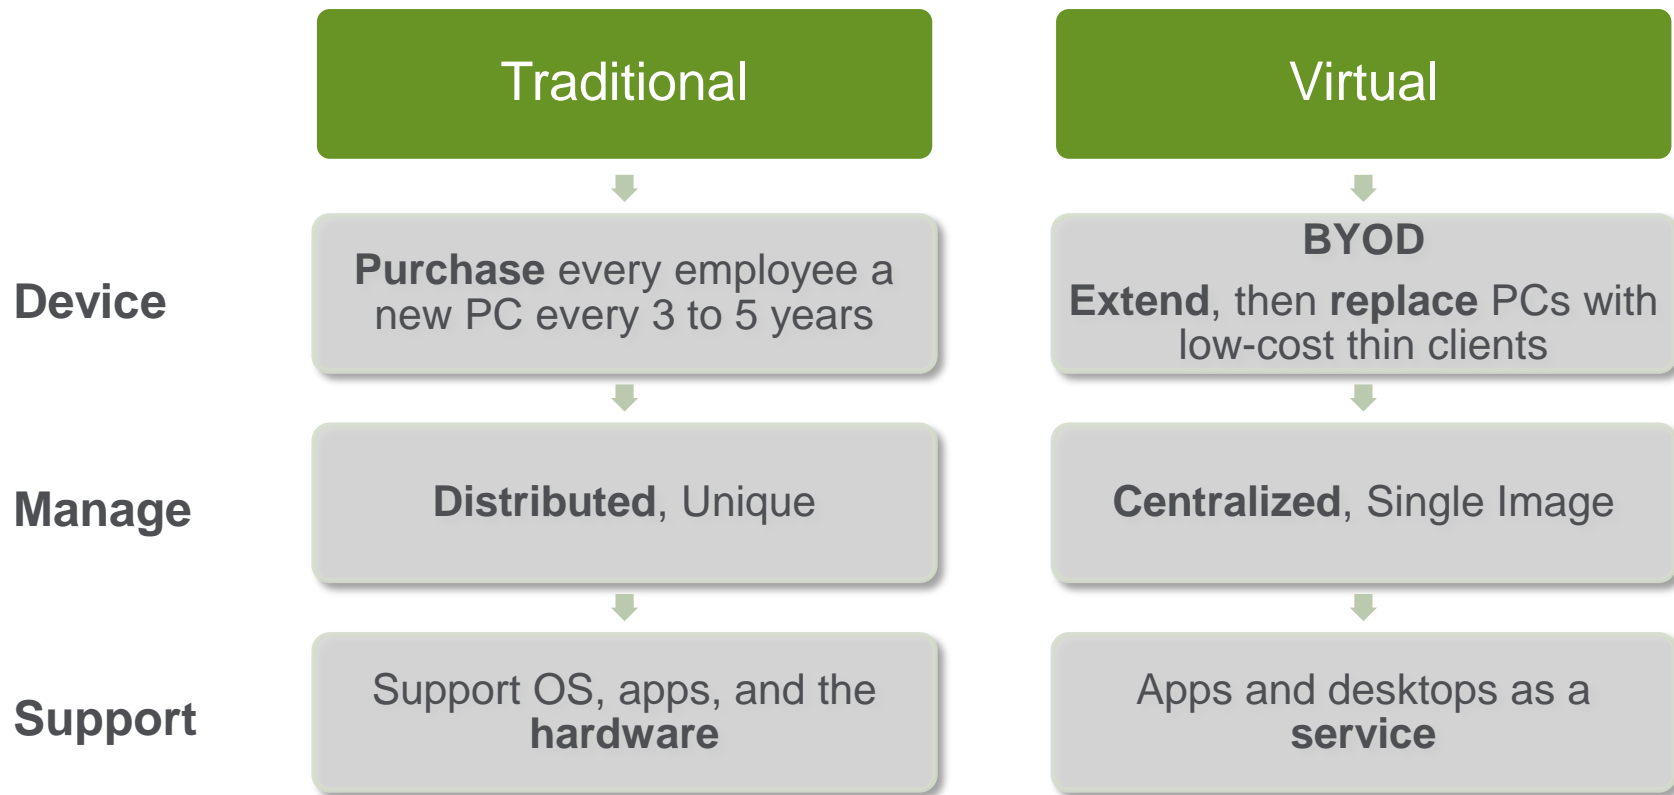 Traditional
Virtual
Device
Purchase every employee a
new PC every 3 to 5 years
BYOD
Extend, then replace PCs with
low-cost thin clients
Manage
Distributed, Unique
Centralized, Single Image
Support
Support OS, apps, and the
hardware
Apps and desktops as a
service